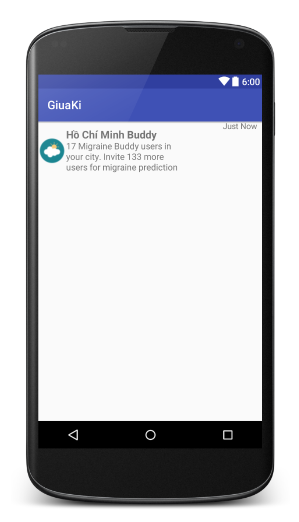 6:00
GiuaKi
Just Now
Hồ Chí Minh Buddy
17 Migraine Buddy users in
your city. Invite 133 more
users for migraine prediction